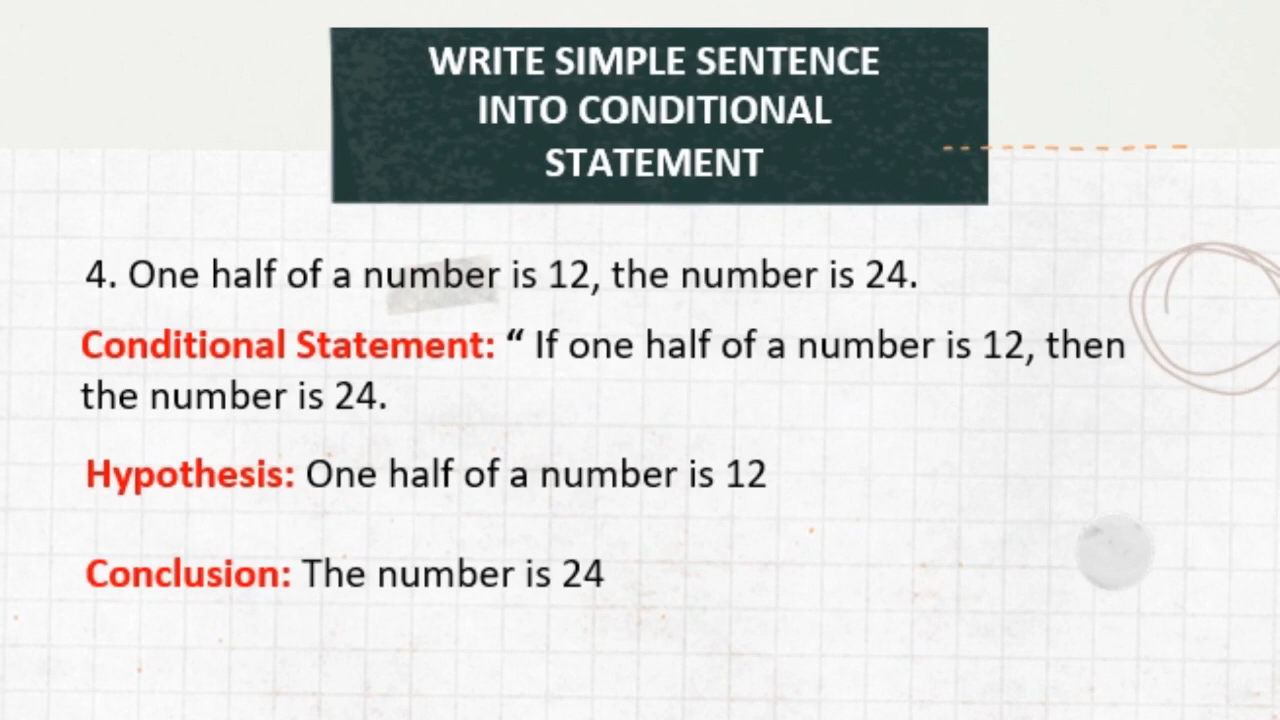 WRITE SIMPLE SENTENCE
INTO CONDITIONAL
STATEMENT
4. One half of a number is 12, the number is 24.
Conditional Statement: “ If one half of a number is 12, then
the number is 24.
Hypothesis: One half of a number is 12
Conclusion: The number is 24